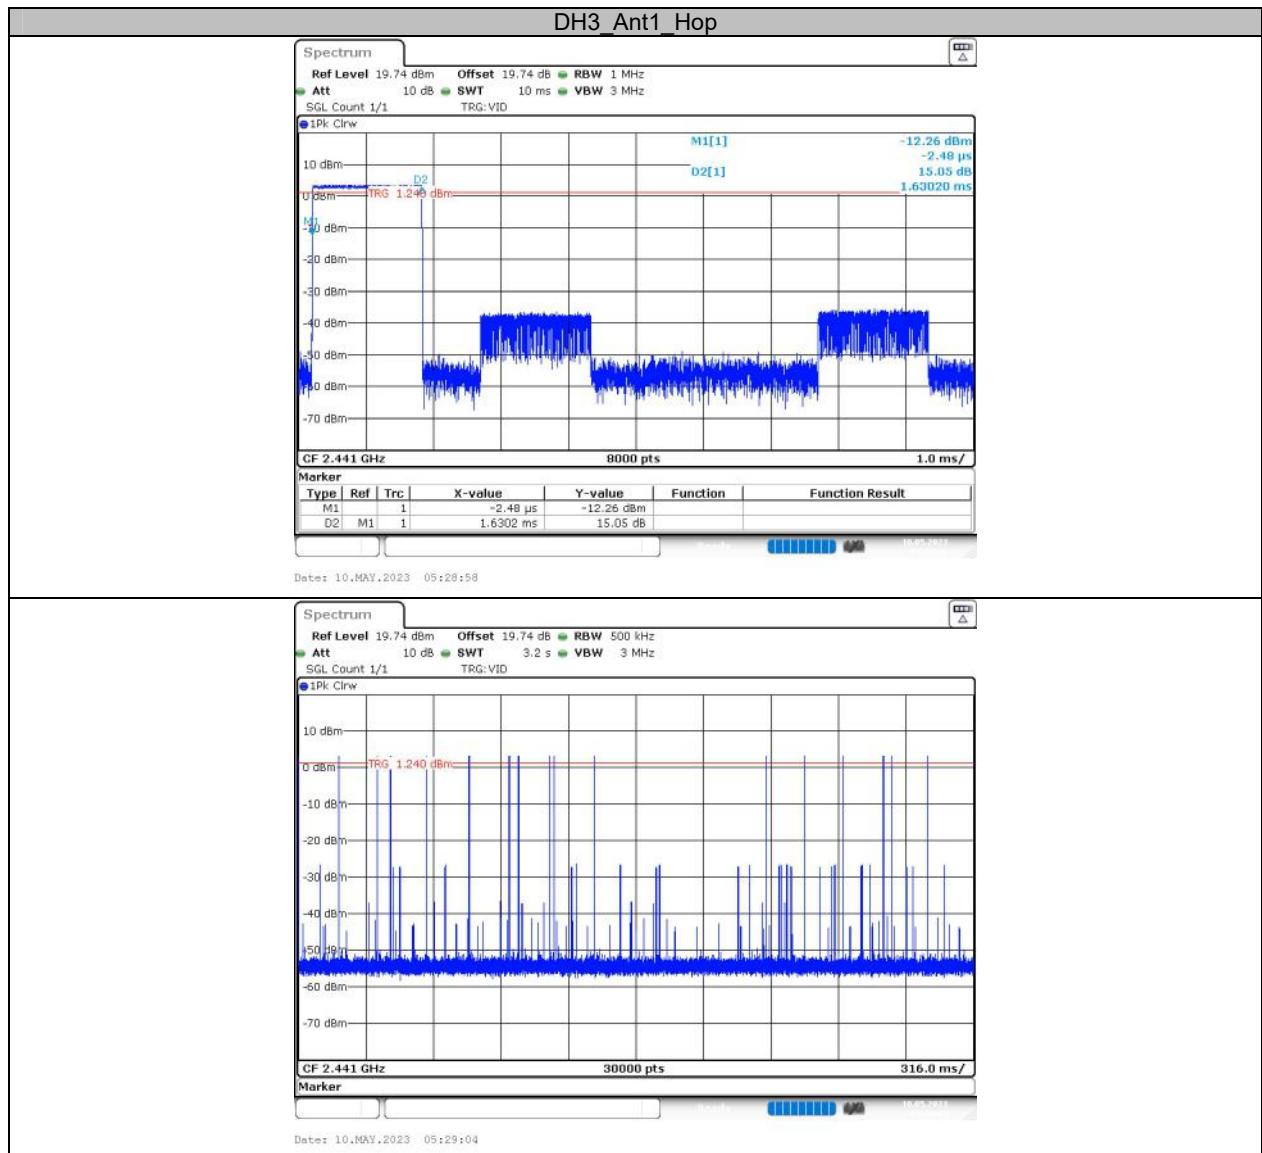 DH3_Ant1_Hop
Spectrum
Ref Level 19.74 dBm Offset 19.74 dB RBW 1 MHz
Att 10 dB SWT 10 ms VBW 3 MHz
SGL Count 1/1 TRG:VID
1Pk Clrw
M1[1] -12.26 dBm
-2.48 µs
D2[1] 15.05 dB
1.63020 ms
10 dBm
D2
0 dBm
TRG 1.240 dBm
M1
-10 dBm
-20 dBm
-30 dBm
-40 dBm
-50 dBm
-60 dBm
-70 dBm
CF 2.441 GHz 8000 pts 1.0 ms/
Marker
Type Ref Trc X-value Y-value Function Function Result
M1 1 -2.48 µs -12.26 dBm
D2 M1 1 1.6302 ms 15.05 dB
Date: 10.MAY.2023 05:28:58
Spectrum
Ref Level 19.74 dBm Offset 19.74 dB RBW 500 kHz
Att 10 dB SWT 3.2 s VBW 3 MHz
SGL Count 1/1 TRG:VID
1Pk Clrw
10 dBm
0 dBm
TRG 1.240 dBm
-10 dBm
-20 dBm
-30 dBm
-40 dBm
-50 dBm
-60 dBm
-70 dBm
CF 2.441 GHz 30000 pts 316.0 ms/
Marker
Date: 10.MAY.2023 05:29:04